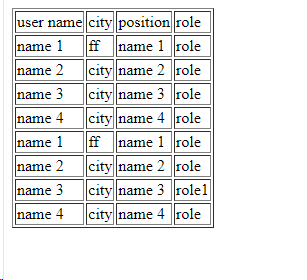 user name city position role
name 1 ff name 1 role
name 2 city name 2 role
name 3 city name 3 role
name 4 city name 4 role
name 1 ff name 1 role
name 2 city name 2 role
name 3 city name 3 role1
name 4 city name 4 role